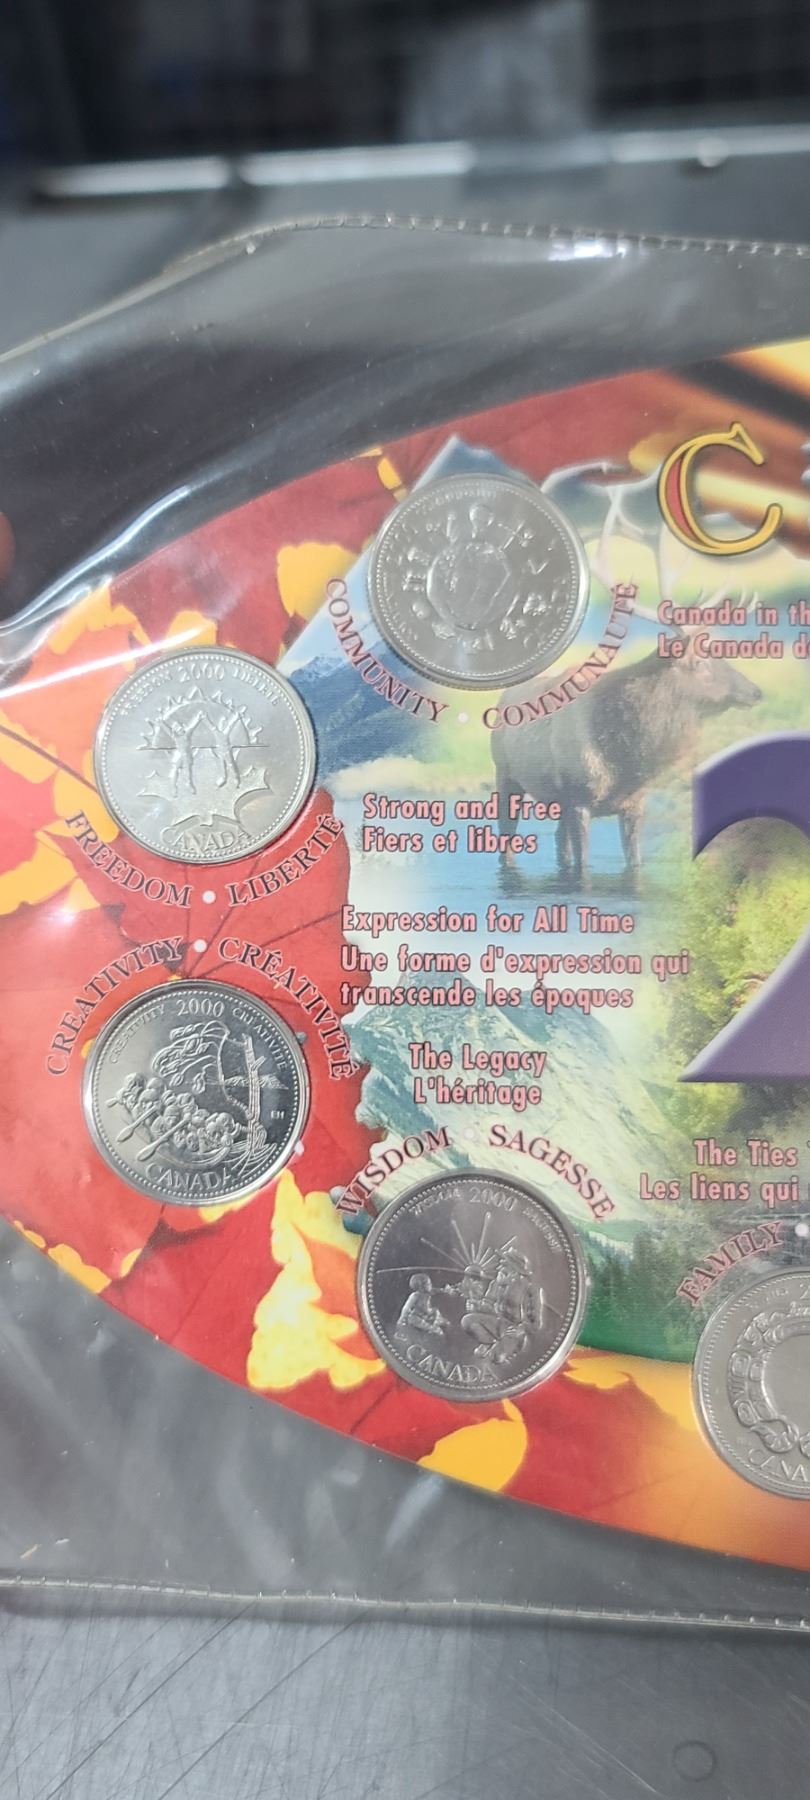 C
Canada in th
Le Canada d
COMMUNITY • COMMUNAUTÉ
2000
CANADA
FREEDOM • LIBERTÉ
Strong and Free
Fiers et libres
2
Expression for All Time
Une forme d'expression qui
transcende les époques
CREATIVITY • CRÉATIVITÉ
CREATIVITY 2000 CRÉATIVITÉ
CANADA
The Legacy
L'héritage
WISDOM • SAGESSE
WISDOM 2000 SAGESSE
CANADA
The Ties
Les liens qui
FAMILY •
CANA